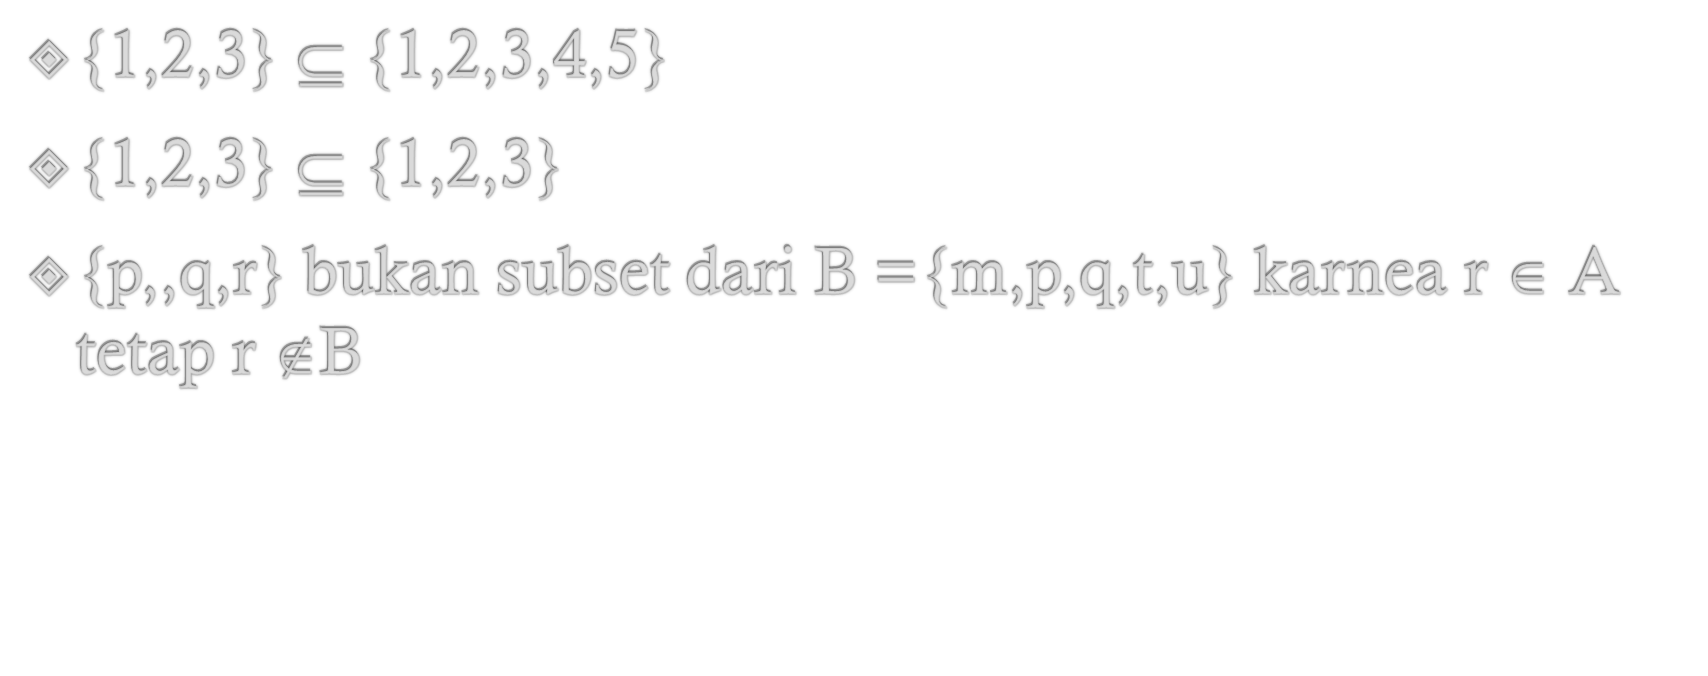 ◈ {1,2,3} ⊆ {1,2,3,4,5}
◈ {1,2,3} ⊆ {1,2,3}
◈ {p,,q,r} bukan subset dari B ={m,p,q,t,u} karnea r ∈ A
tetap r ∉B